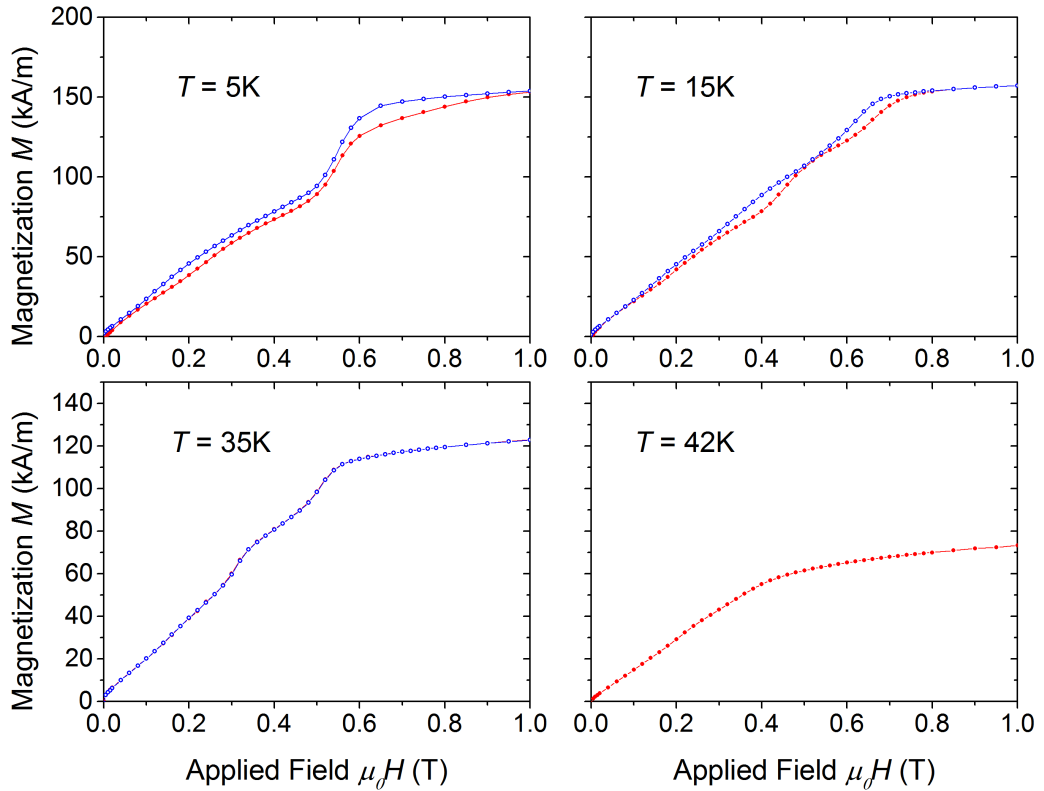 Magnetization M (kA/m)
200
150
100
50
0
T = 5K
0.0 0.2 0.4 0.6 0.8 1.0
T = 15K
0.0 0.2 0.4 0.6 0.8 1.0
Magnetization M (kA/m)
140
120
100
80
60
40
20
0
T = 35K
0.0 0.2 0.4 0.6 0.8 1.0
Applied Field μ₀H (T)
T = 42K
0.0 0.2 0.4 0.6 0.8 1.0
Applied Field μ₀H (T)